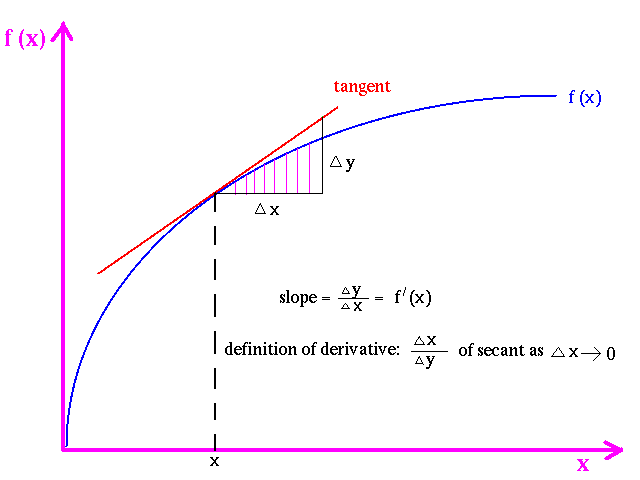 f (x)
tangent
f (x)
△ y
△ x
slope = △y/△x = f′(x)
definition of derivative: △x/△y of secant as △x→0
x
x